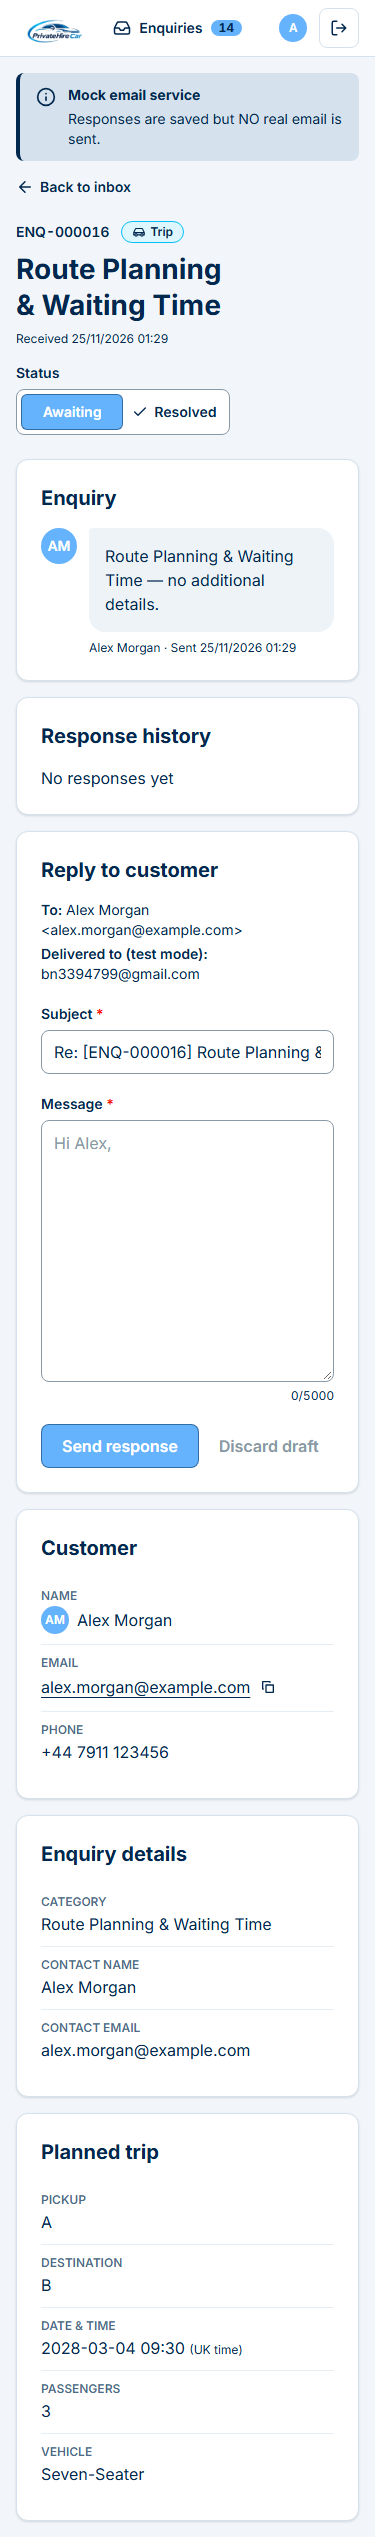 PrivateHireCar
Enquiries 14
A
Mock email service
Responses are saved but NO real email is
sent.
Back to inbox
ENQ-000016 Trip
Route Planning
& Waiting Time
Received 25/11/2026 01:29
Status
Awaiting Resolved
Enquiry
AM
Route Planning & Waiting
Time — no additional
details.
Alex Morgan · Sent 25/11/2026 01:29
Response history
No responses yet
Reply to customer
To: Alex Morgan
<alex.morgan@example.com>
Delivered to (test mode):
bn3394799@gmail.com
Subject *
Re: [ENQ-000016] Route Planning &
Message *
Hi Alex,
0/5000
Send response Discard draft
Customer
NAME
AM Alex Morgan
EMAIL
alex.morgan@example.com
PHONE
+44 7911 123456
Enquiry details
CATEGORY
Route Planning & Waiting Time
CONTACT NAME
Alex Morgan
CONTACT EMAIL
alex.morgan@example.com
Planned trip
PICKUP
A
DESTINATION
B
DATE & TIME
2028-03-04 09:30 (UK time)
PASSENGERS
3
VEHICLE
Seven-Seater